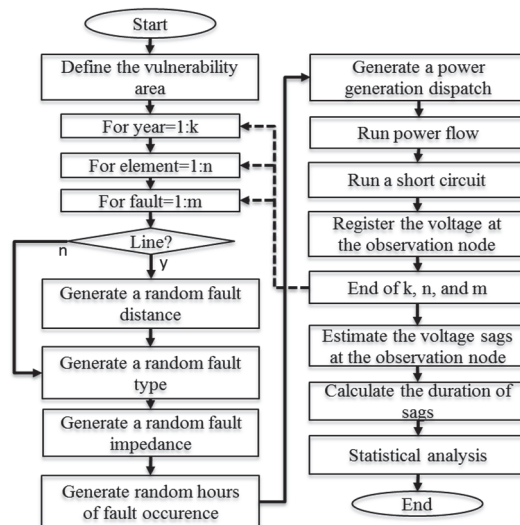 Start
Define the vulnerability
area
For year=1:k
For element=1:n
For fault=1:m
Line?
n
y
Generate a random fault
distance
Generate a random fault
type
Generate a random fault
impedance
Generate random hours
of fault occurence
Generate a power
generation dispatch
Run power flow
Run a short circuit
Register the voltage at
the observation node
End of k, n, and m
Estimate the voltage sags
at the observation node
Calculate the duration of
sags
Statistical analysis
End